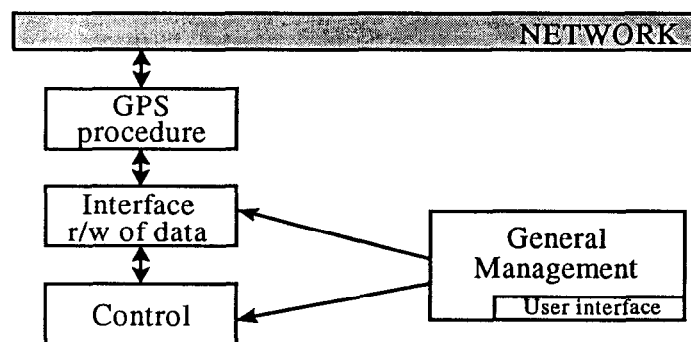 NETWORK
GPS
procedure
Interface
r/w of data
General
Management
User interface
Control